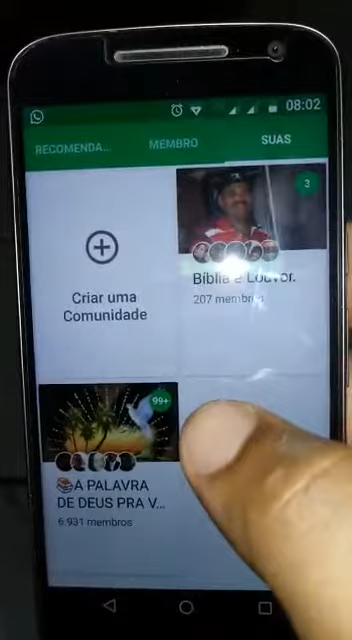 08:02
RECOMENDA...
MEMBRO
SUAS
3
Criar uma
Comunidade
Bíblia e Louvor.
207 membros
99+
📚A PALAVRA
DE DEUS PRA V...
6.931 membros